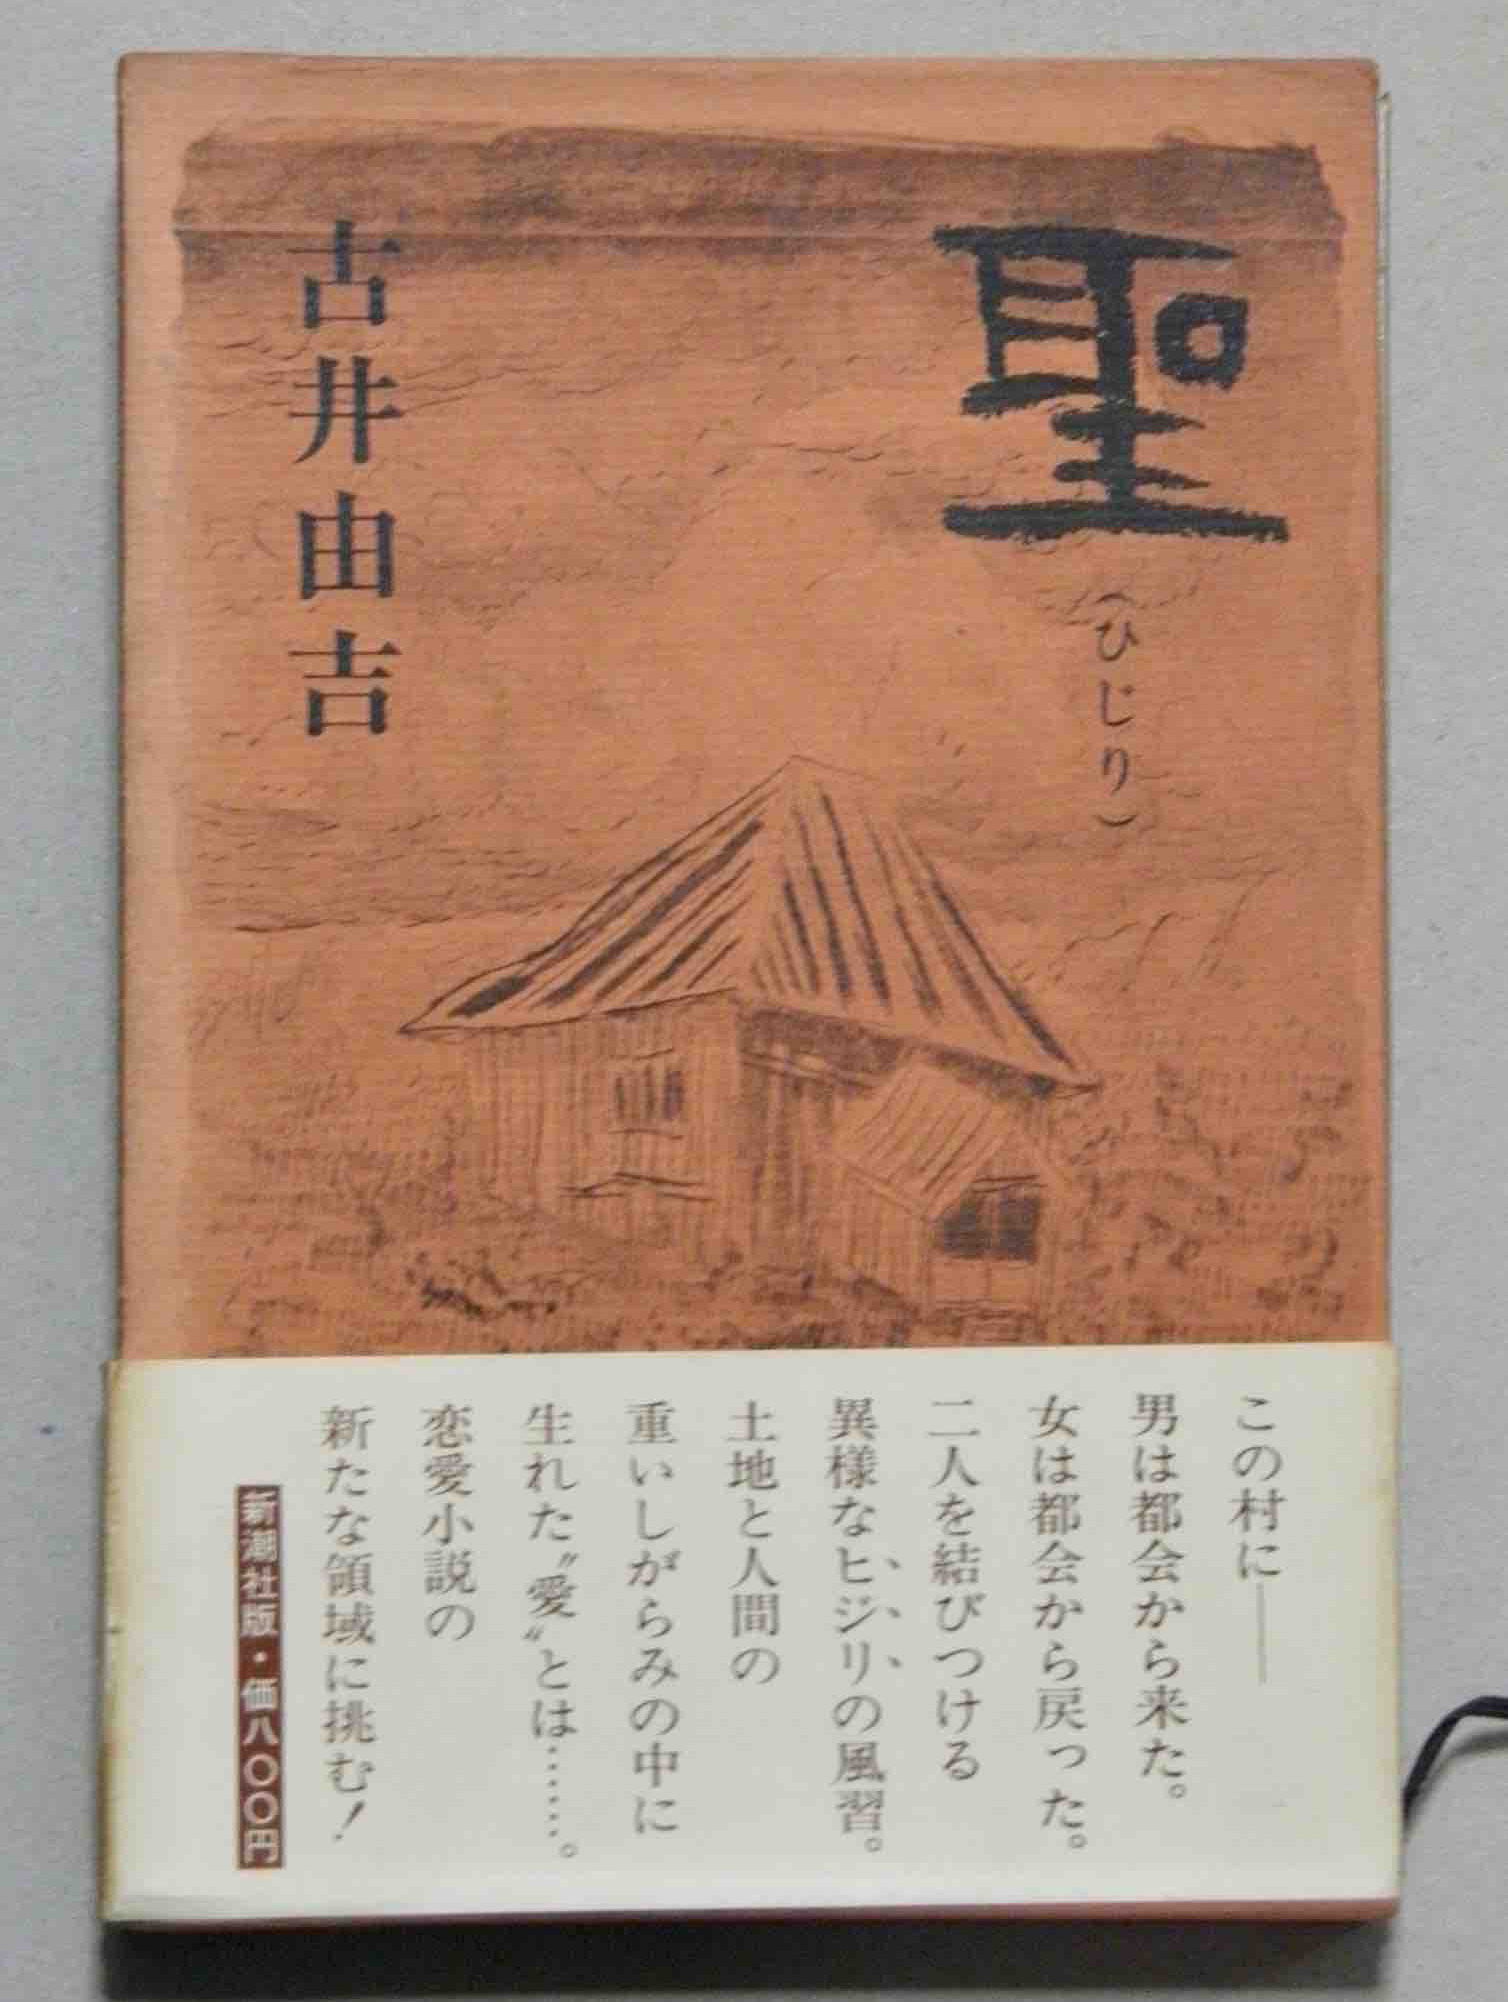 聖
(ひじり)
古井由吉
この村に――
男は都会から来た。
女は都会から戻った。
二人を結びつける
異様なヒジリの風習。
土地と人間の
重いしがらみの中に
生れた〝愛〟とは……。
恋愛小説の
新たな領域に挑む!
新潮社版・価八〇〇円